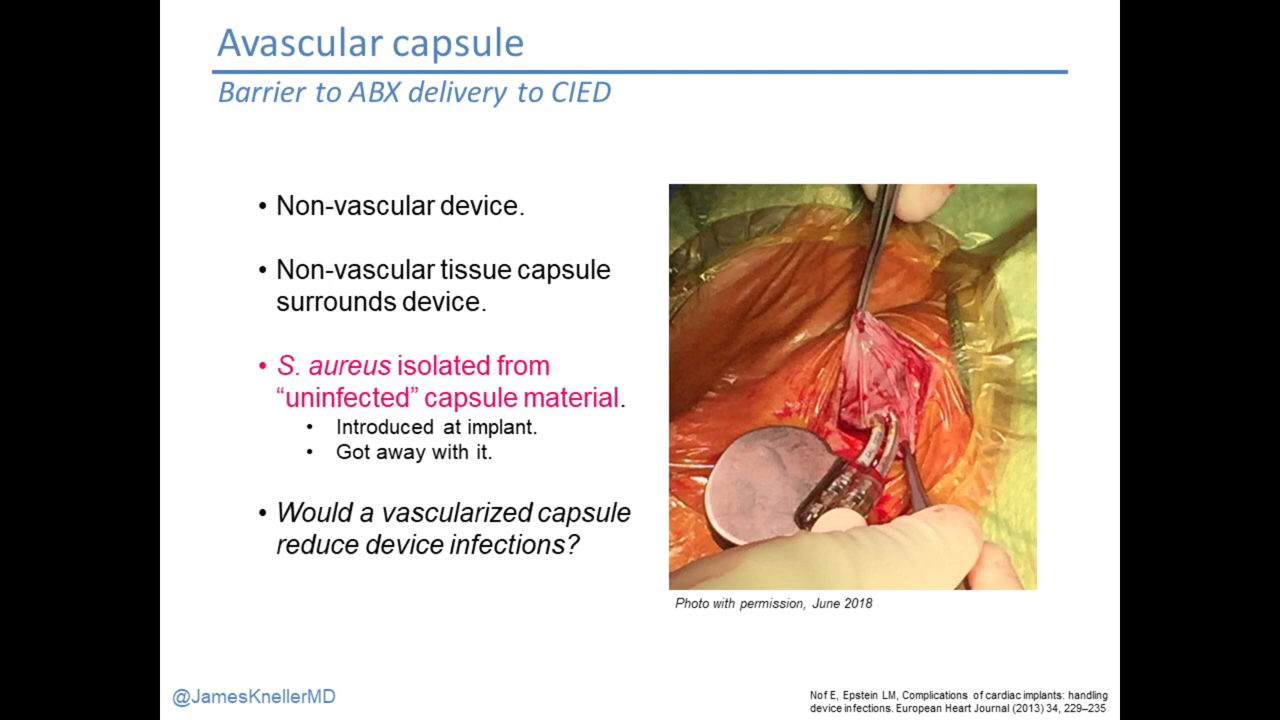 Avascular capsule
Barrier to ABX delivery to CIED
• Non-vascular device.
• Non-vascular tissue capsule
surrounds device.
• S. aureus isolated from
“uninfected” capsule material.
• Introduced at implant.
• Got away with it.
• Would a vascularized capsule
reduce device infections?
Photo with permission, June 2018
@JamesKnellerMD
Nof E, Epstein LM, Complications of cardiac implants: handling
device infections. European Heart Journal (2013) 34, 229–235